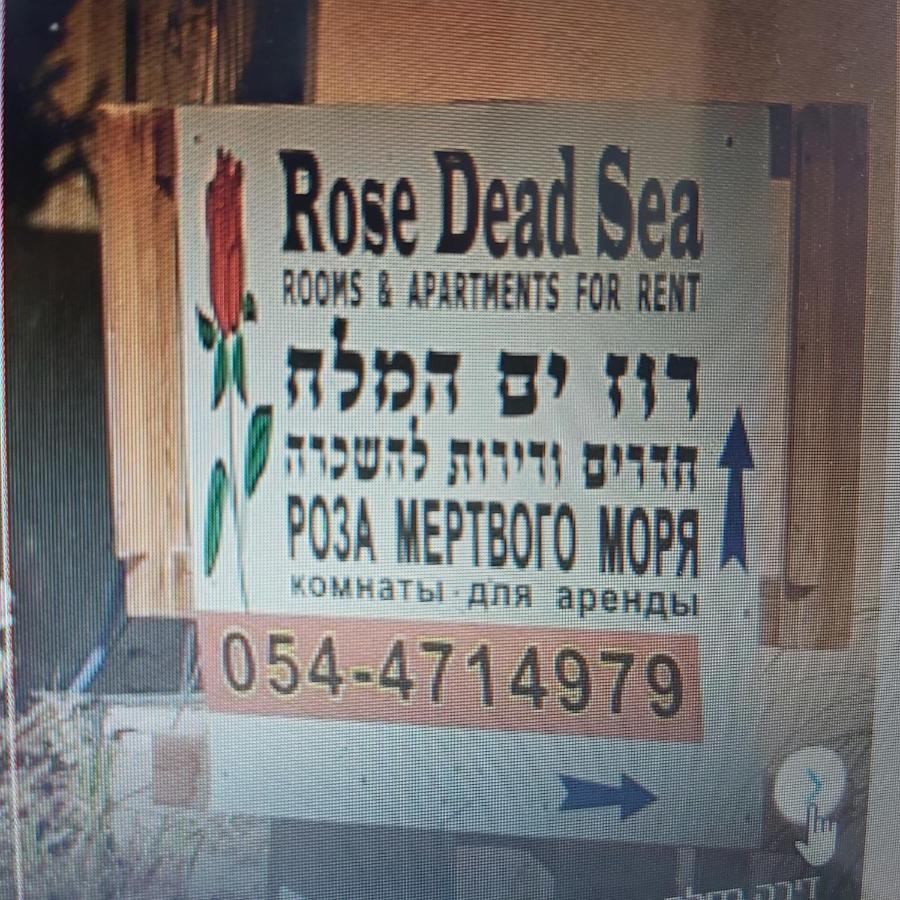 Rose Dead Sea
ROOMS & APARTMENTS FOR RENT
רוז ים המלח
חדרים ודירות להשכרה
РОЗА МЕРТВОГО МОРЯ
комнаты для аренды
054-4714979